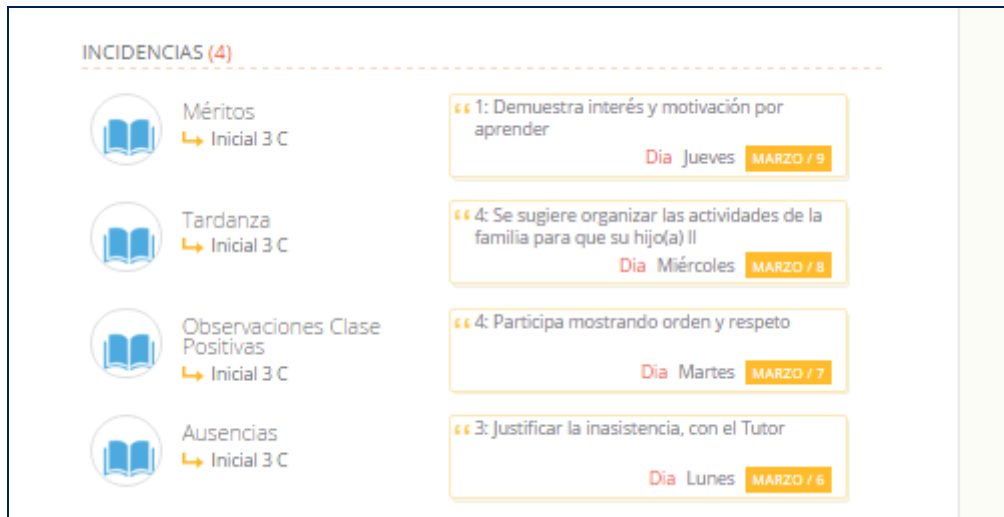 INCIDENCIAS (4)
Méritos
Inicial 3 C
“ 1: Demuestra interés y motivación por
aprender
Dia Jueves MARZO / 9
Tardanza
Inicial 3 C
“ 4: Se sugiere organizar las actividades de la
familia para que su hijo(a) ll
Dia Miércoles MARZO / 8
Observaciones Clase
Positivas
Inicial 3 C
“ 4: Participa mostrando orden y respeto
Dia Martes MARZO / 7
Ausencias
Inicial 3 C
“ 3: Justificar la inasistencia, con el Tutor
Dia Lunes MARZO / 6